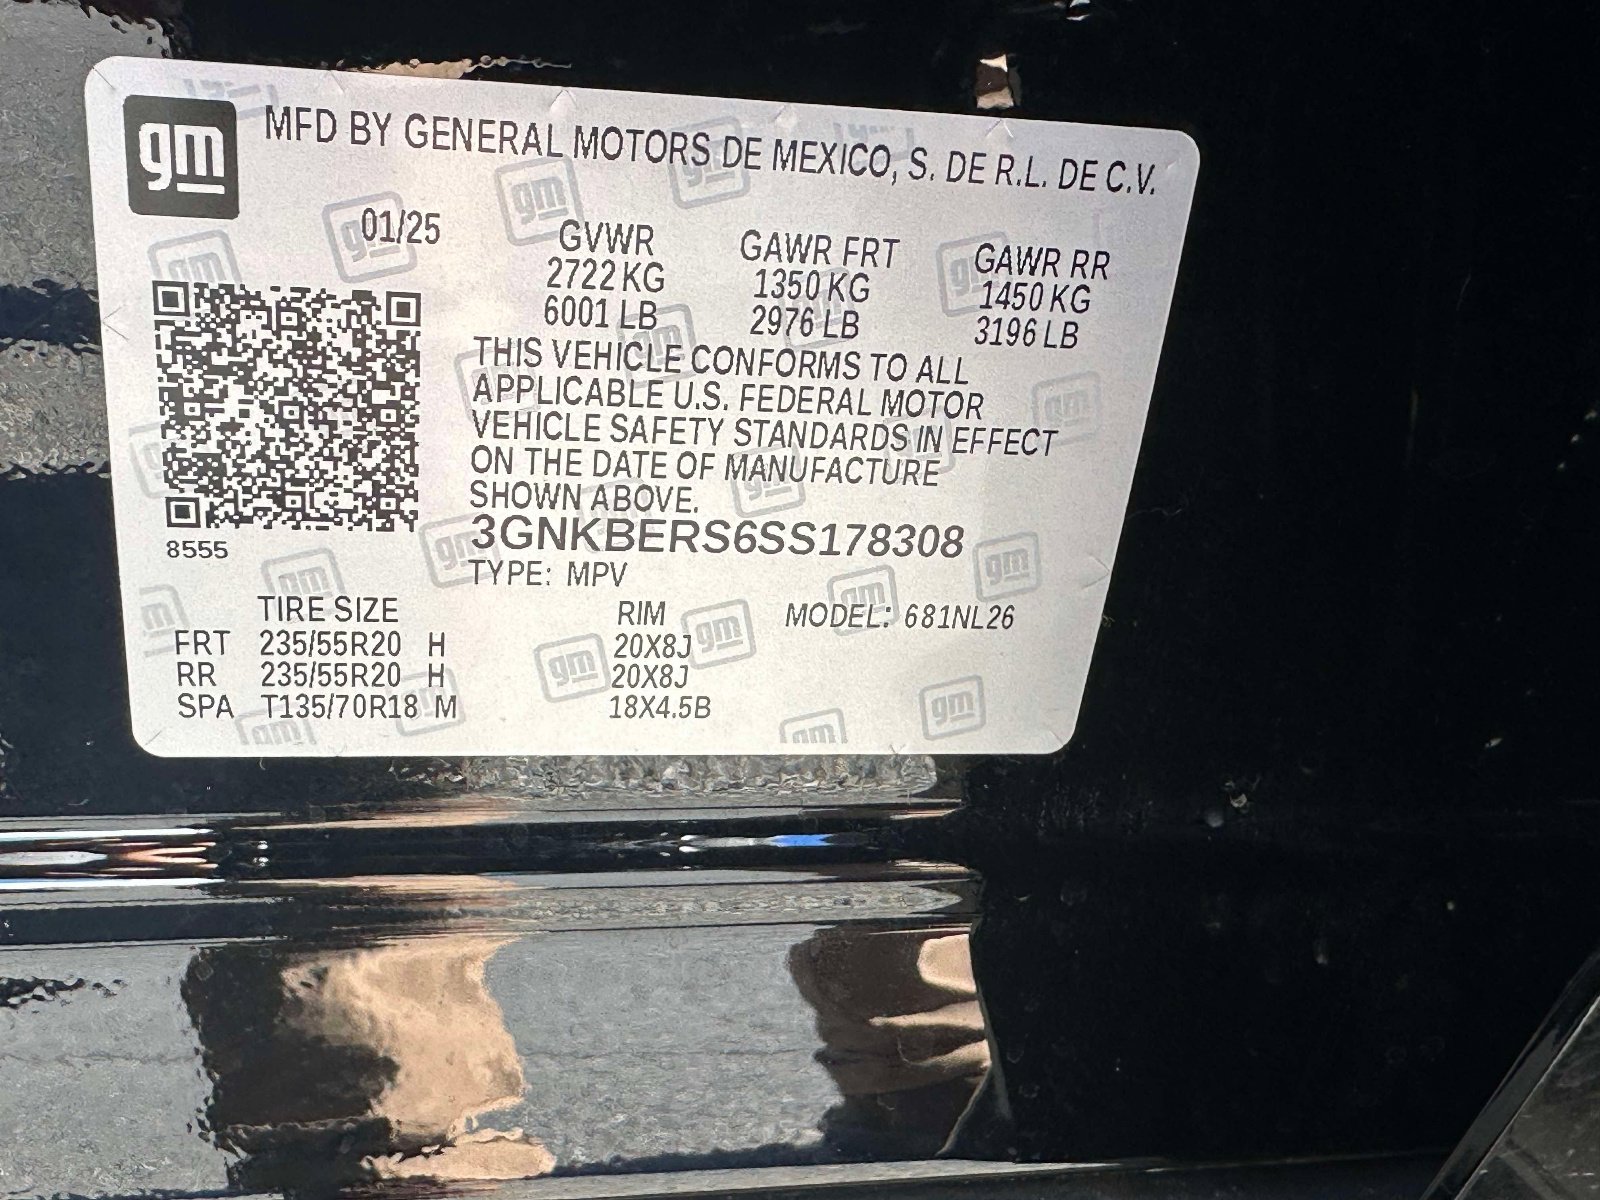 gm MFD BY GENERAL MOTORS DE MEXICO, S. DE R.L. DE C.V.
01/25 GVWR GAWR FRT GAWR RR
2722 KG 1350 KG 1450 KG
6001 LB 2976 LB 3196 LB
THIS VEHICLE CONFORMS TO ALL
APPLICABLE U.S. FEDERAL MOTOR
VEHICLE SAFETY STANDARDS IN EFFECT
ON THE DATE OF MANUFACTURE
SHOWN ABOVE.
3GNKBERS6SS178308
8555
TYPE: MPV
TIRE SIZE RIM MODEL: 681NL26
FRT 235/55R20 H 20X8J
RR 235/55R20 H 20X8J
SPA T135/70R18 M 18X4.5B